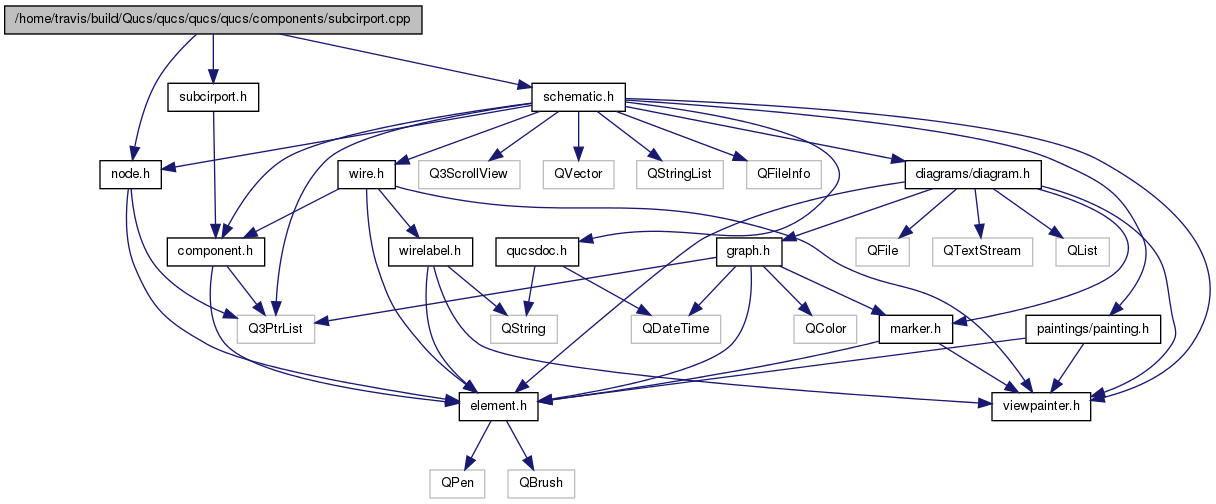 /home/travis/build/Qucs/qucs/qucs/qucs/components/subcirport.cpp
subcirport.h
schematic.h
node.h
wire.h
Q3ScrollView
QVector
QStringList
QFileInfo
diagrams/diagram.h
component.h
wirelabel.h
qucsdoc.h
graph.h
QFile
QTextStream
QList
Q3PtrList
QString
QDateTime
QColor
marker.h
paintings/painting.h
element.h
viewpainter.h
QPen
QBrush